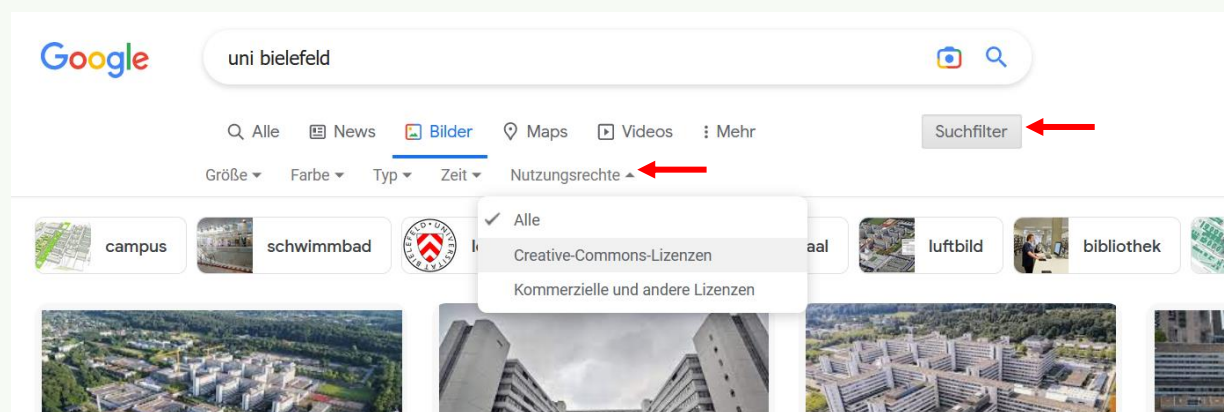 Google uni bielefeld
Alle News Bilder Maps Videos Mehr Suchfilter
Größe Farbe Typ Zeit Nutzungsrechte
Alle
Creative-Commons-Lizenzen
Kommerzielle und andere Lizenzen
campus schwimmbad luftbild bibliothek